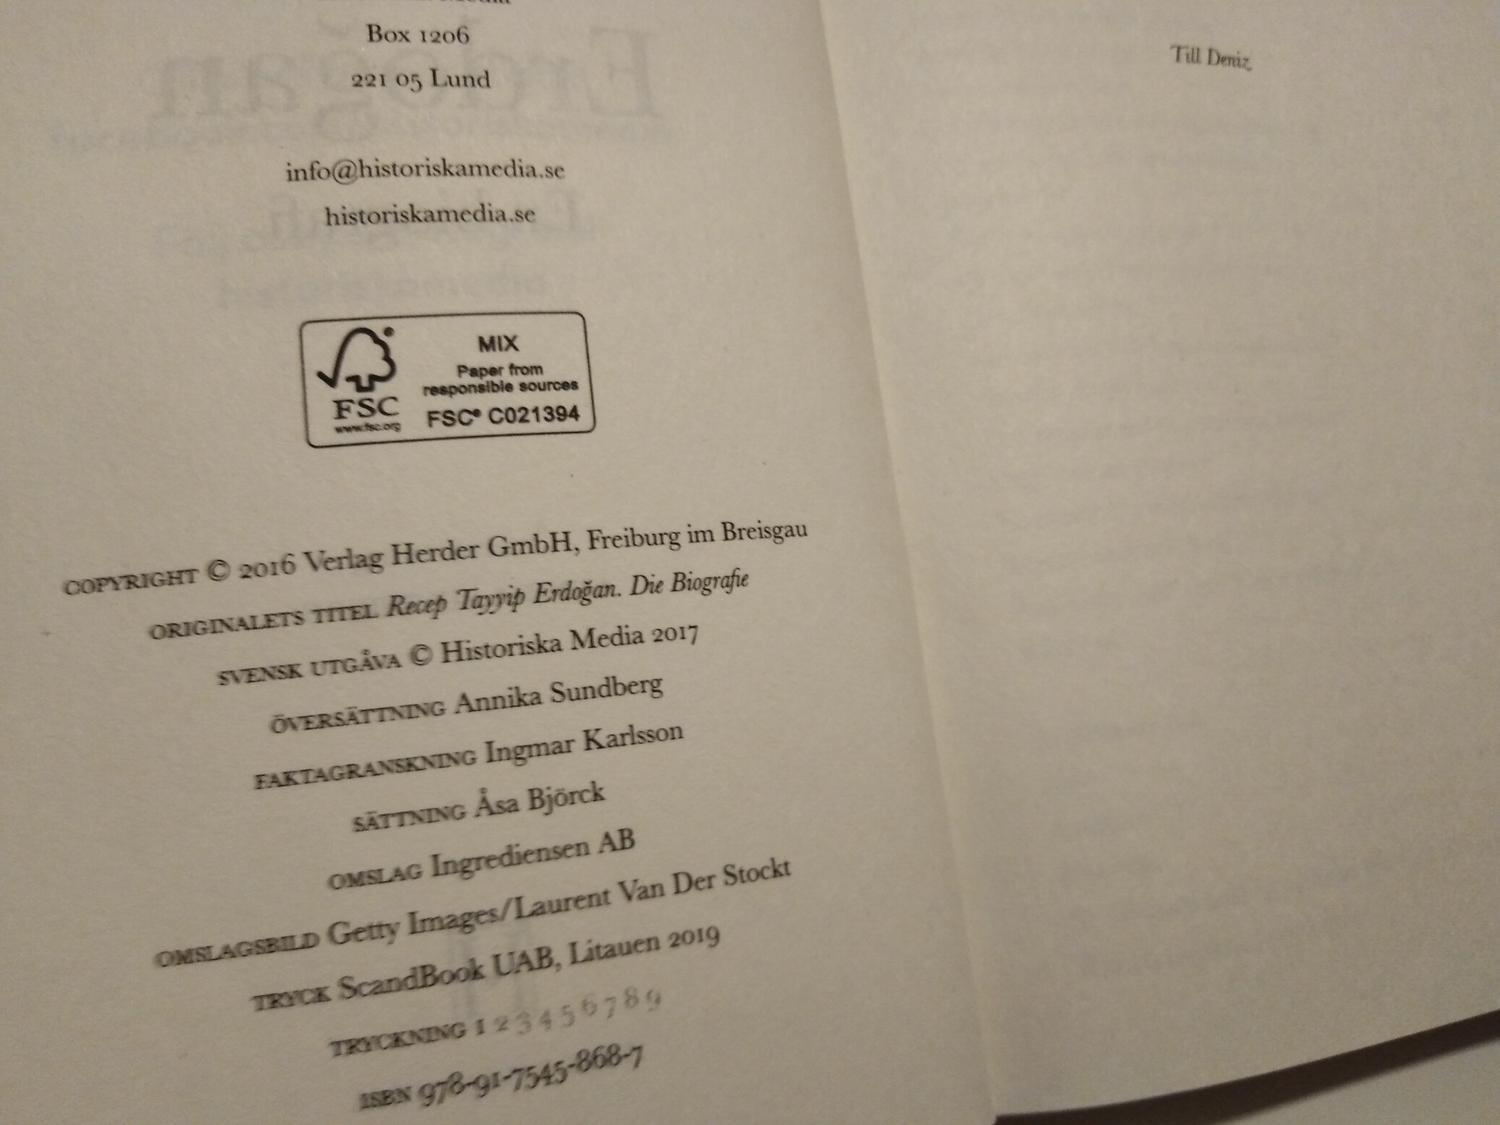 Box 1206
221 05 Lund
info@historiskamedia.se
historiskamedia.se
MIX
Paper from
responsible sources
FSC® C021394
FSC
www.fsc.org
COPYRIGHT © 2016 Verlag Herder GmbH, Freiburg im Breisgau
ORIGINALETS TITEL Recep Tayyip Erdoğan. Die Biografie
SVENSK UTGÅVA © Historiska Media 2017
ÖVERSÄTTNING Annika Sundberg
FAKTAGRANSKNING Ingmar Karlsson
SÄTTNING Åsa Björck
OMSLAG Ingrediensen AB
OMSLAGSBILD Getty Images/Laurent Van Der Stockt
TRYCK ScandBook UAB, Litauen 2019
TRYCKNING 1 2 3 4 5 6 7 8 9
ISBN 978-91-7545-868-7
Till Deniz